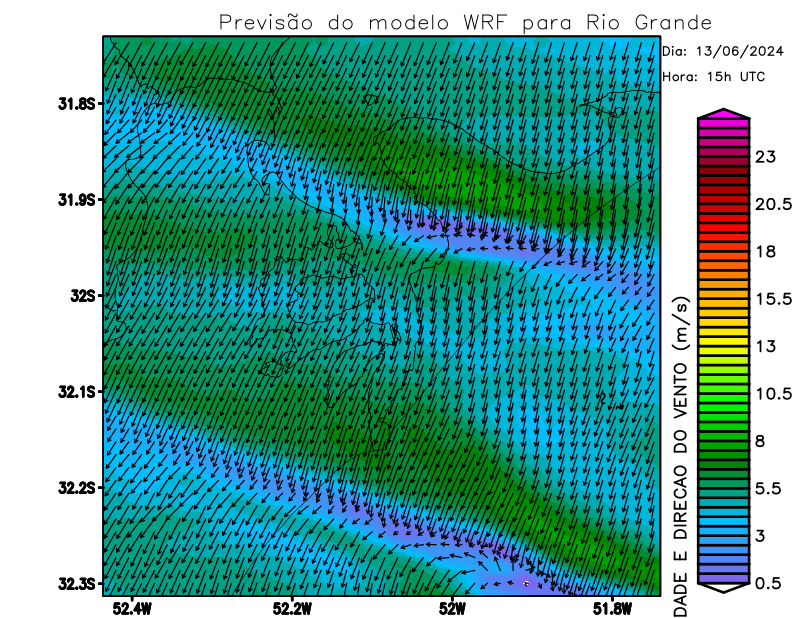 Previsão do modelo WRF para Rio Grande
Dia: 13/06/2024
Hora: 15h UTC
31.8S
31.9S
32S
32.1S
32.2S
32.3S
52.4W
52.2W
52W
51.8W
23
20.5
18
15.5
13
10.5
8
5.5
3
0.5
DADE E DIRECAO DO VENTO (m/s)